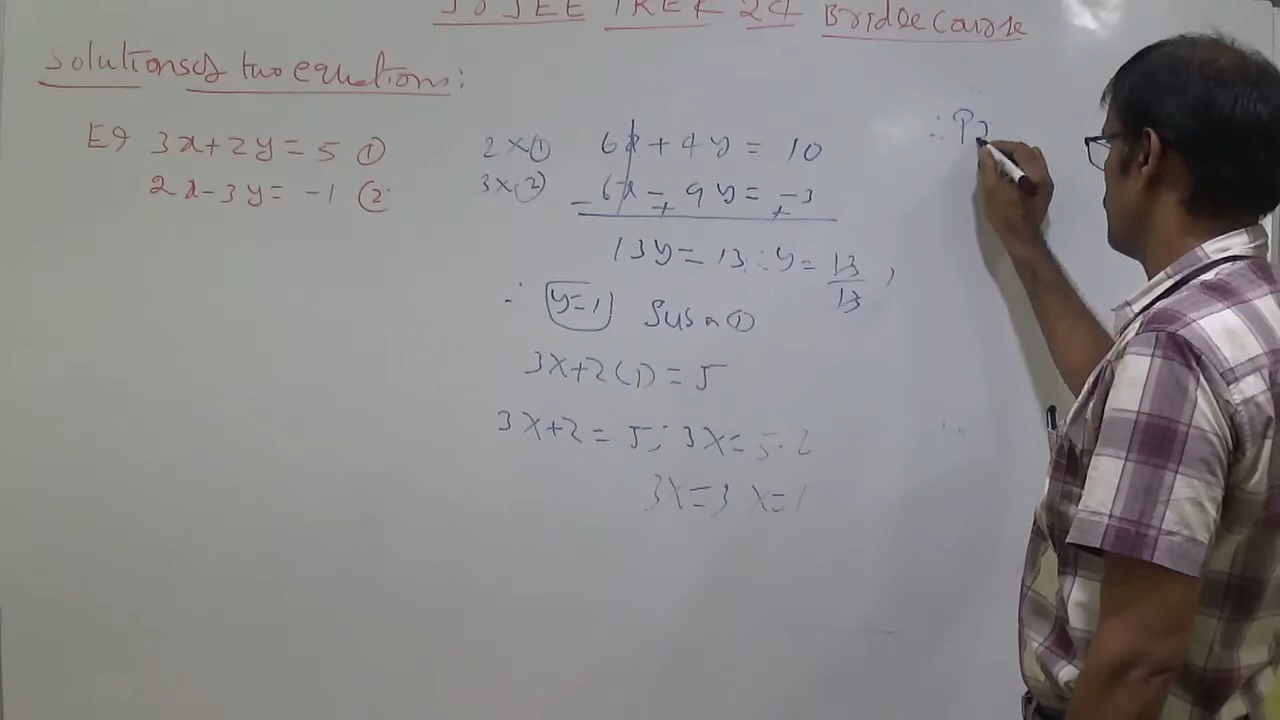 JEE TREK 24 Bridge Course
Solutions of two equations:
Eg 3x+2y=5 ①
2x-3y=-1 ②
2×① 6x+4y=10
3×② 6x-9y=-3
- + +
13y=13 ∴ y=13/13,
∴ y=1 Sub in ①
3x+2(1)=5
3x+2=5; 3x=5-2
3x=3 x=1
∴ P